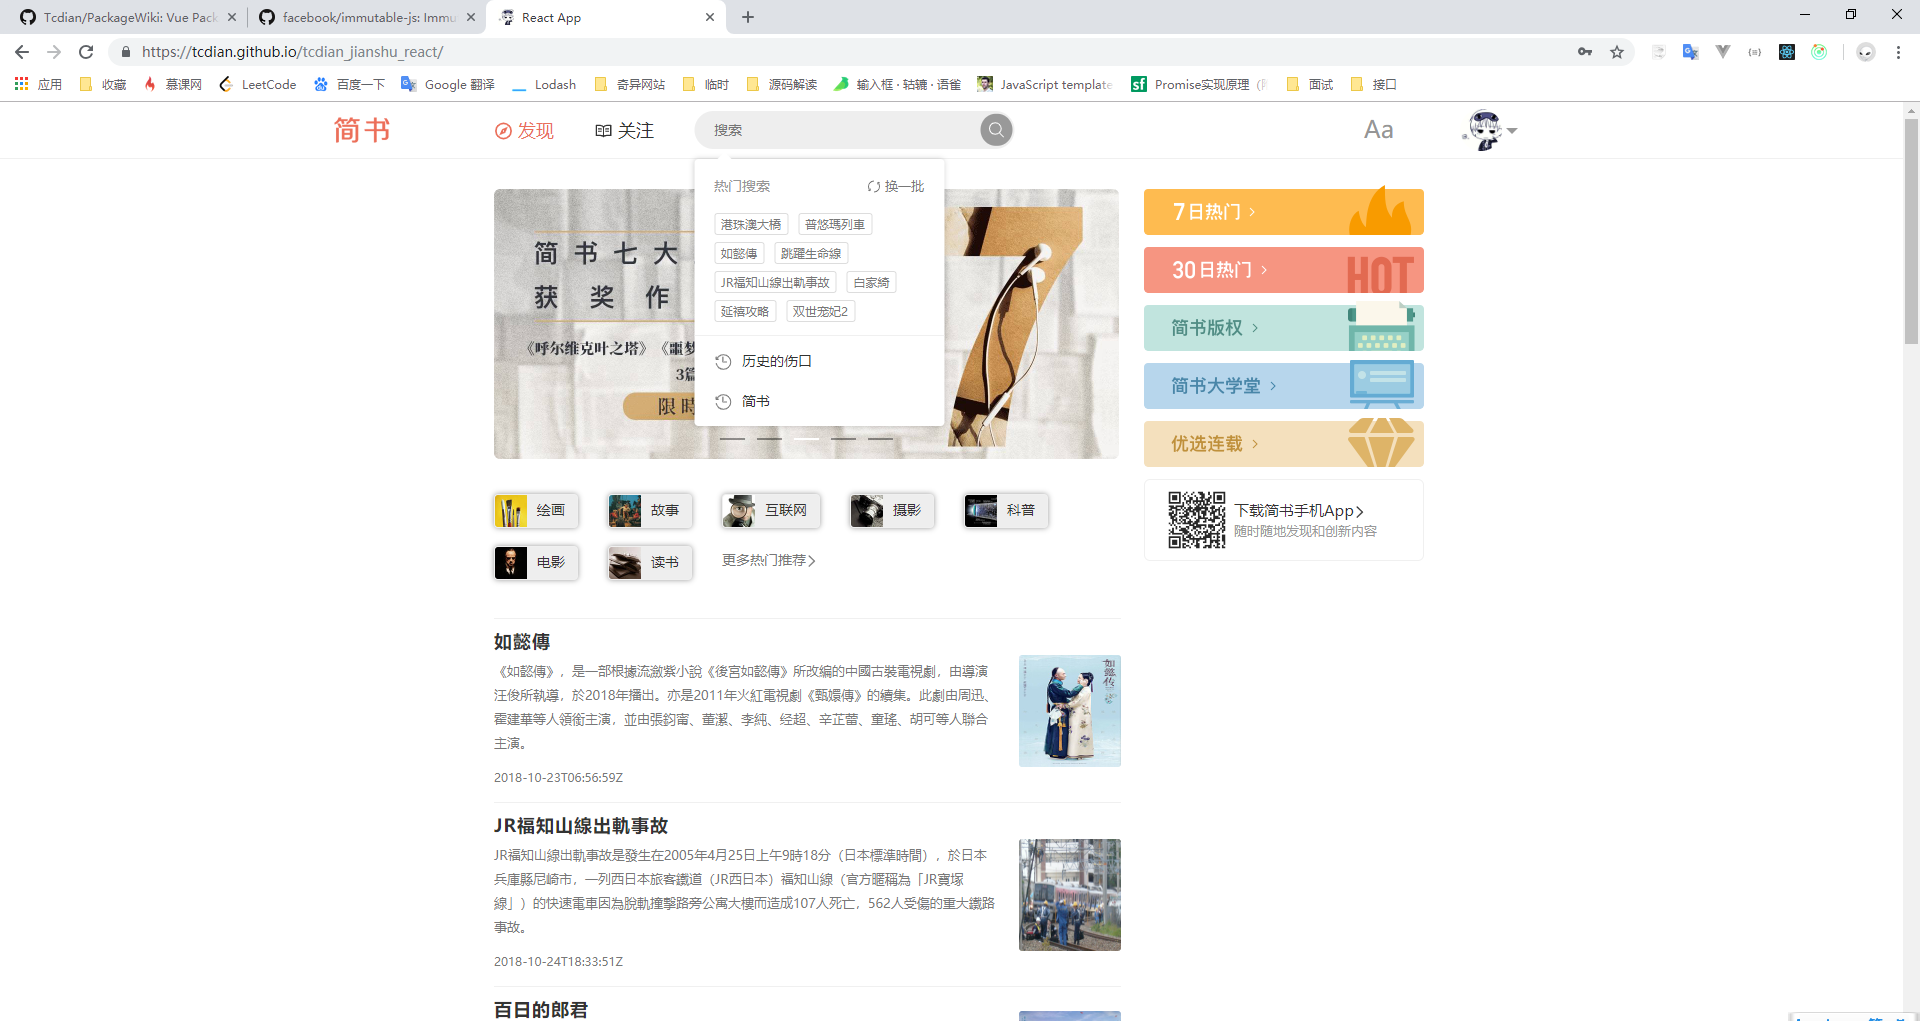 Tcdian/PackageWiki: Vue Pack
facebook/immutable-js: Immu
React App
https://tcdian.github.io/tcdian_jianshu_react/
应用 收藏 慕课网 LeetCode 百度一下 Google 翻译 Lodash 奇异网站 临时 源码解读 输入框 · 轱辘 · 语雀 JavaScript template Promise实现原理 面试 接口
简书 发现 关注 搜索 Aa
热门搜索 换一批
港珠澳大橋 普悠瑪列車
如懿傳 跳躍生命線
JR福知山線出軌事故 白家綺
延禧攻略 双世宠妃2
历史的伤口
简书
简书七大
获奖作
《呼尔维克叶之塔》《噩梦
3篇
限時
7日热门
30日热门 HOT
简书版权
简书大学堂
优选连载
下载简书手机App
随时随地发现和创新内容
绘画 故事 互联网 摄影 科普
电影 读书 更多热门推荐
如懿傳
《如懿傳》，是一部根據流瀲紫小說《後宮如懿傳》所改編的中國古裝電視劇，由導演
汪俊所執導，於2018年播出。亦是2011年火紅電視劇《甄嬛傳》的續集。此劇由周迅、
霍建華等人領銜主演，並由張鈞甯、董潔、李純、经超、辛芷蕾、童瑤、胡可等人聯合
主演。
2018-10-23T06:56:59Z
如懿传
JR福知山線出軌事故
JR福知山線出軌事故是發生在2005年4月25日上午9時18分（日本標準時間），於日本
兵庫縣尼崎市，一列西日本旅客鐵道（JR西日本）福知山線（官方暱稱為「JR寶塚
線」）的快速電車因為脫軌撞擊路旁公寓大樓而造成107人死亡，562人受傷的重大鐵路
事故。
2018-10-24T18:33:51Z
百日的郎君